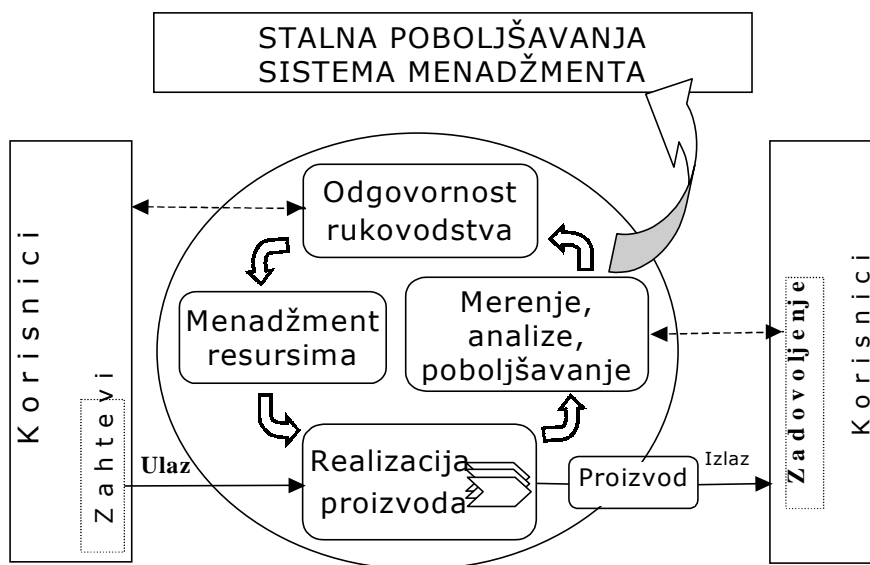 STALNA POBOLJŠAVANJA
SISTEMA MENADŽMENTA
Korisnici
Zahtevi
Odgovornost
rukovodstva
Menadžment
resursima
Merenje,
analize,
poboljšavanje
Ulaz
Realizacija
proizvoda
Proizvod
Izlaz
Zadovoljenje
Korisnici